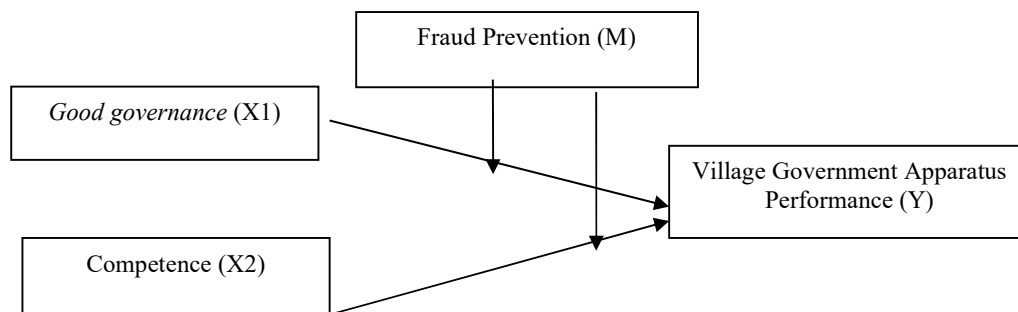 Fraud Prevention (M)
Good governance (X1)
Village Government Apparatus
Performance (Y)
Competence (X2)